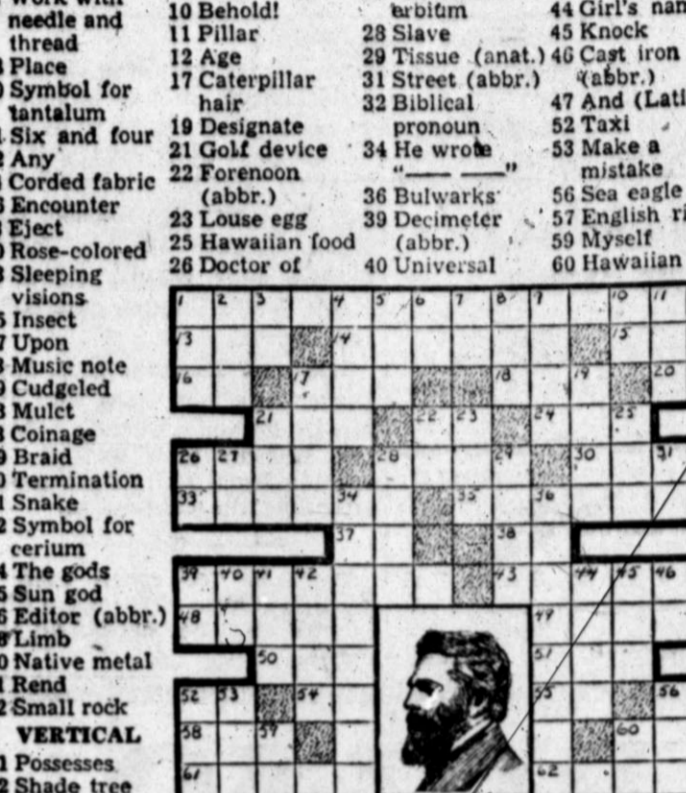 needle and
thread
Place
Symbol for
tantalum
Six and four
Any
Corded fabric
Encounter
Eject
Rose-colored
Sleeping
visions
Insect
Upon
Music note
Cudgeled
Mulct
Coinage
Braid
Termination
Snake
Symbol for
cerium
The gods
Sun god
Editor (abbr.)
Limb
Native metal
Rend
Small rock
VERTICAL
Possesses
Shade tree
10 Behold!
11 Pillar
12 Age
17 Caterpillar
hair
19 Designate
21 Golf device
22 Forenoon
(abbr.)
23 Louse egg
25 Hawaiian food
26 Doctor of
erbium
28 Slave
29 Tissue (anat.)
31 Street (abbr.)
32 Biblical
pronoun
34 He wrote
"—— ——"
36 Bulwarks
39 Decimeter
(abbr.)
40 Universal
44 Girl's
45 Knock
46 Cast iron
(abbr.)
47 And
52 Taxi
53 Make a
mistake
56 Sea eagle
57 English
59 Myself
60 Hawaiian
1 2 3 4 5 6 7 8 9 10 11
13 14 15
16 17 18 19 20
21 22 23 24 25
26 27 28 29 30 31
33 34 35 36
37 38
39 40 41 42 43 44 45 46
48 49
50 51
52 53 54 55 56
58 59 60
61 62